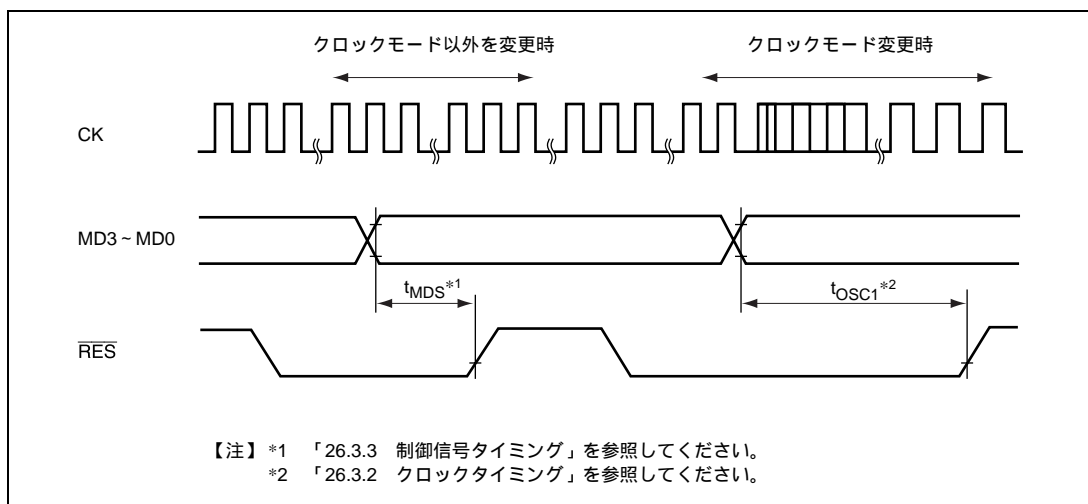 クロックモード以外を変更時 クロックモード変更時
CK
MD3 ~ MD0
tMDS*1 tOSC1*2
RES
【注】 *1 「26.3.3 制御信号タイミング」を参照してください。
*2 「26.3.2 クロックタイミング」を参照してください。